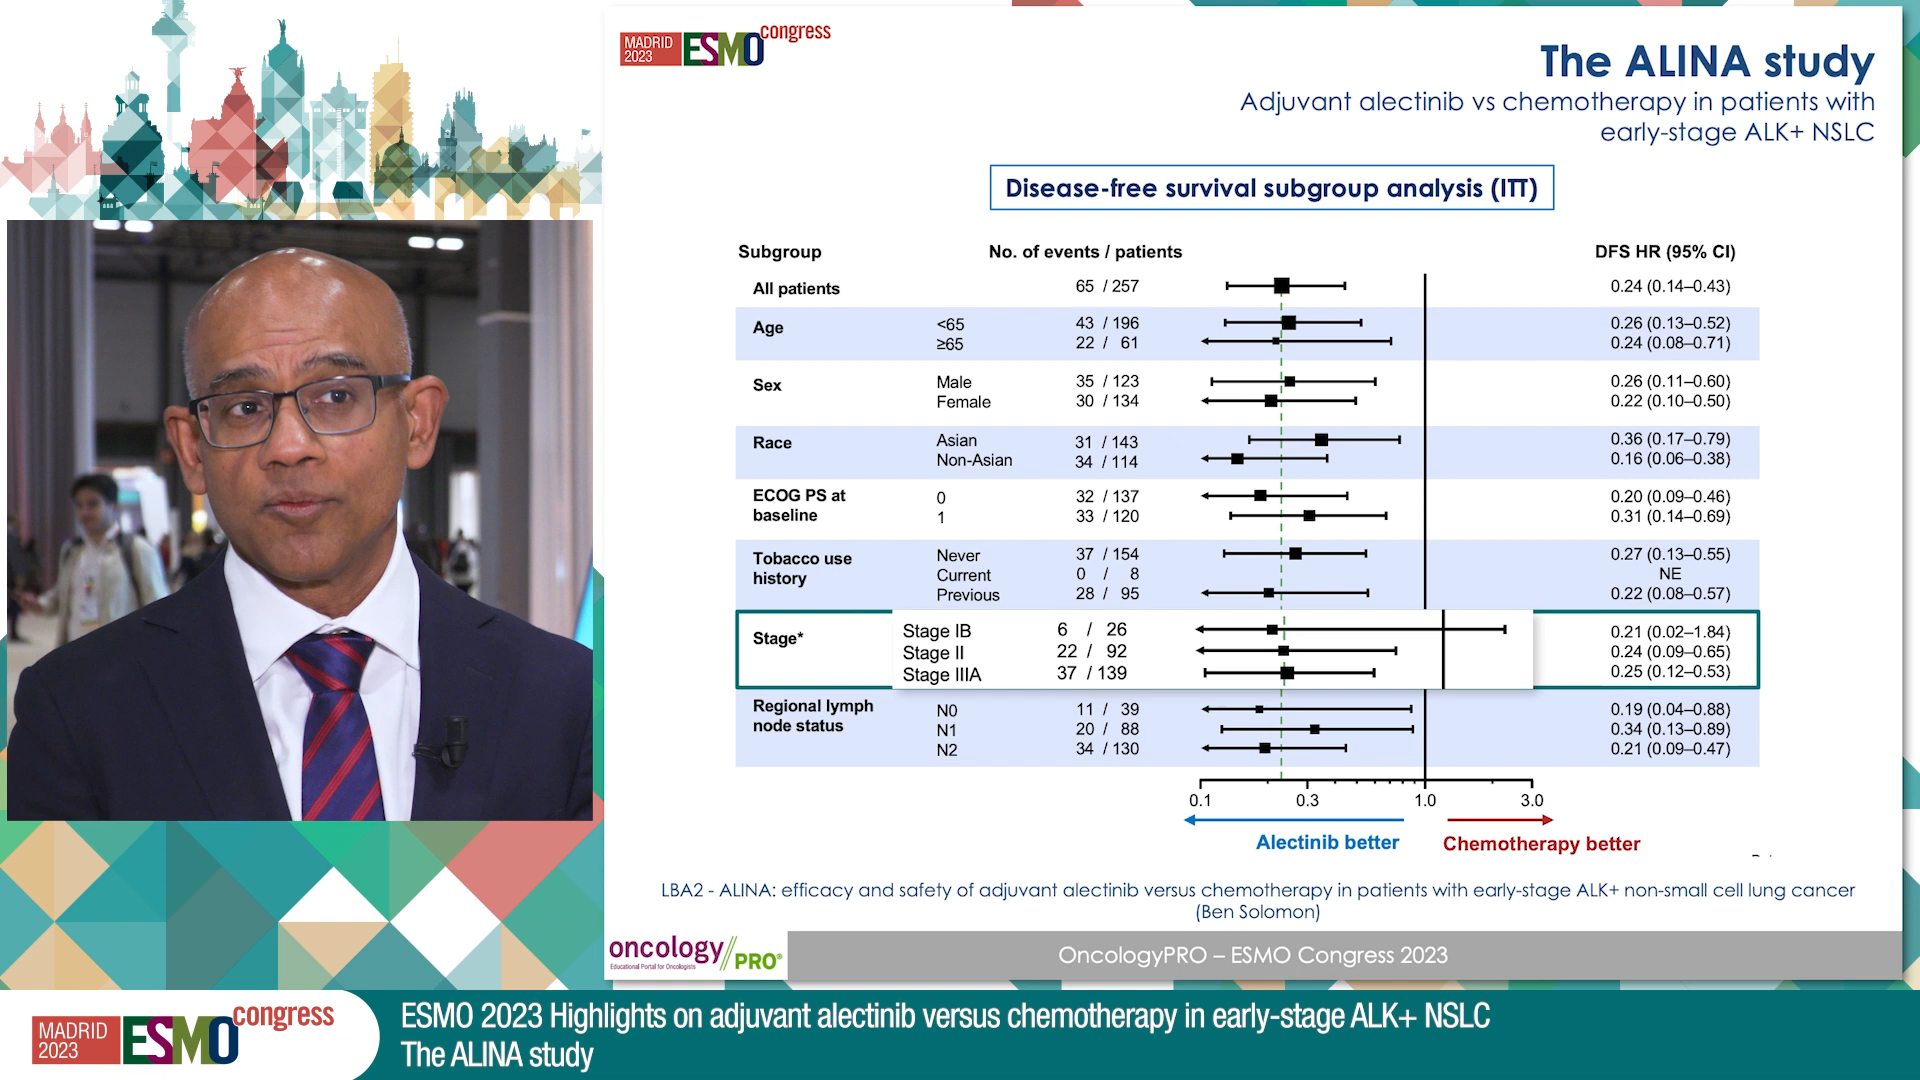 MADRID
2023
ESMO congress
The ALINA study
Adjuvant alectinib vs chemotherapy in patients with
early-stage ALK+ NSLC
Disease-free survival subgroup analysis (ITT)
Subgroup No. of events / patients DFS HR (95% CI)
All patients 65 / 257 0.24 (0.14–0.43)
Age <65 43 / 196 0.26 (0.13–0.52)
≥65 22 / 61 0.24 (0.08–0.71)
Sex Male 35 / 123 0.26 (0.11–0.60)
Female 30 / 134 0.22 (0.10–0.50)
Race Asian 31 / 143 0.36 (0.17–0.79)
Non-Asian 34 / 114 0.16 (0.06–0.38)
ECOG PS at 0 32 / 137 0.20 (0.09–0.46)
baseline 1 33 / 120 0.31 (0.14–0.69)
Tobacco use Never 37 / 154 0.27 (0.13–0.55)
history Current 0 / 8 NE
Previous 28 / 95 0.22 (0.08–0.57)
Stage* Stage IB 6 / 26 0.21 (0.02–1.84)
Stage II 22 / 92 0.24 (0.09–0.65)
Stage IIIA 37 / 139 0.25 (0.12–0.53)
Regional lymph N0 11 / 39 0.19 (0.04–0.88)
node status N1 20 / 88 0.34 (0.13–0.89)
N2 34 / 130 0.21 (0.09–0.47)
0.1 0.3 1.0 3.0
Alectinib better Chemotherapy better
LBA2 - ALINA: efficacy and safety of adjuvant alectinib versus chemotherapy in patients with early-stage ALK+ non-small cell lung cancer
(Ben Solomon)
oncology//PRO®
Educational Portal for Oncologists
OncologyPRO – ESMO Congress 2023
MADRID
2023
ESMO congress
ESMO 2023 Highlights on adjuvant alectinib versus chemotherapy in early-stage ALK+ NSLC
The ALINA study